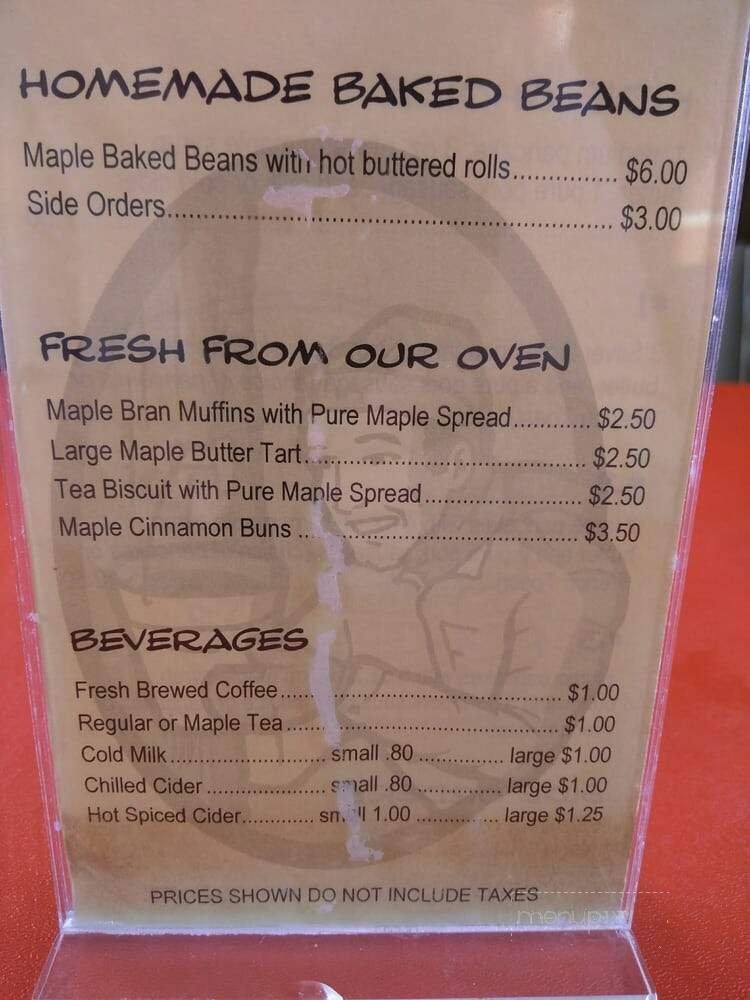 HOMEMADE BAKED BEANS
Maple Baked Beans with hot buttered rolls............... $6.00
Side Orders.............................................................. $3.00
FRESH FROM OUR OVEN
Maple Bran Muffins with Pure Maple Spread............ $2.50
Large Maple Butter Tart........................................... $2.50
Tea Biscuit with Pure Maple Spread........................ $2.50
Maple Cinnamon Buns ........................................... $3.50
BEVERAGES
Fresh Brewed Coffee............................................... $1.00
Regular or Maple Tea.............................................. $1.00
Cold Milk........................... small .80 ............... large $1.00
Chilled Cider..................... small .80 ............... large $1.00
Hot Spiced Cider............. small 1.00 ............... large $1.25
PRICES SHOWN DO NOT INCLUDE TAXES
menupix